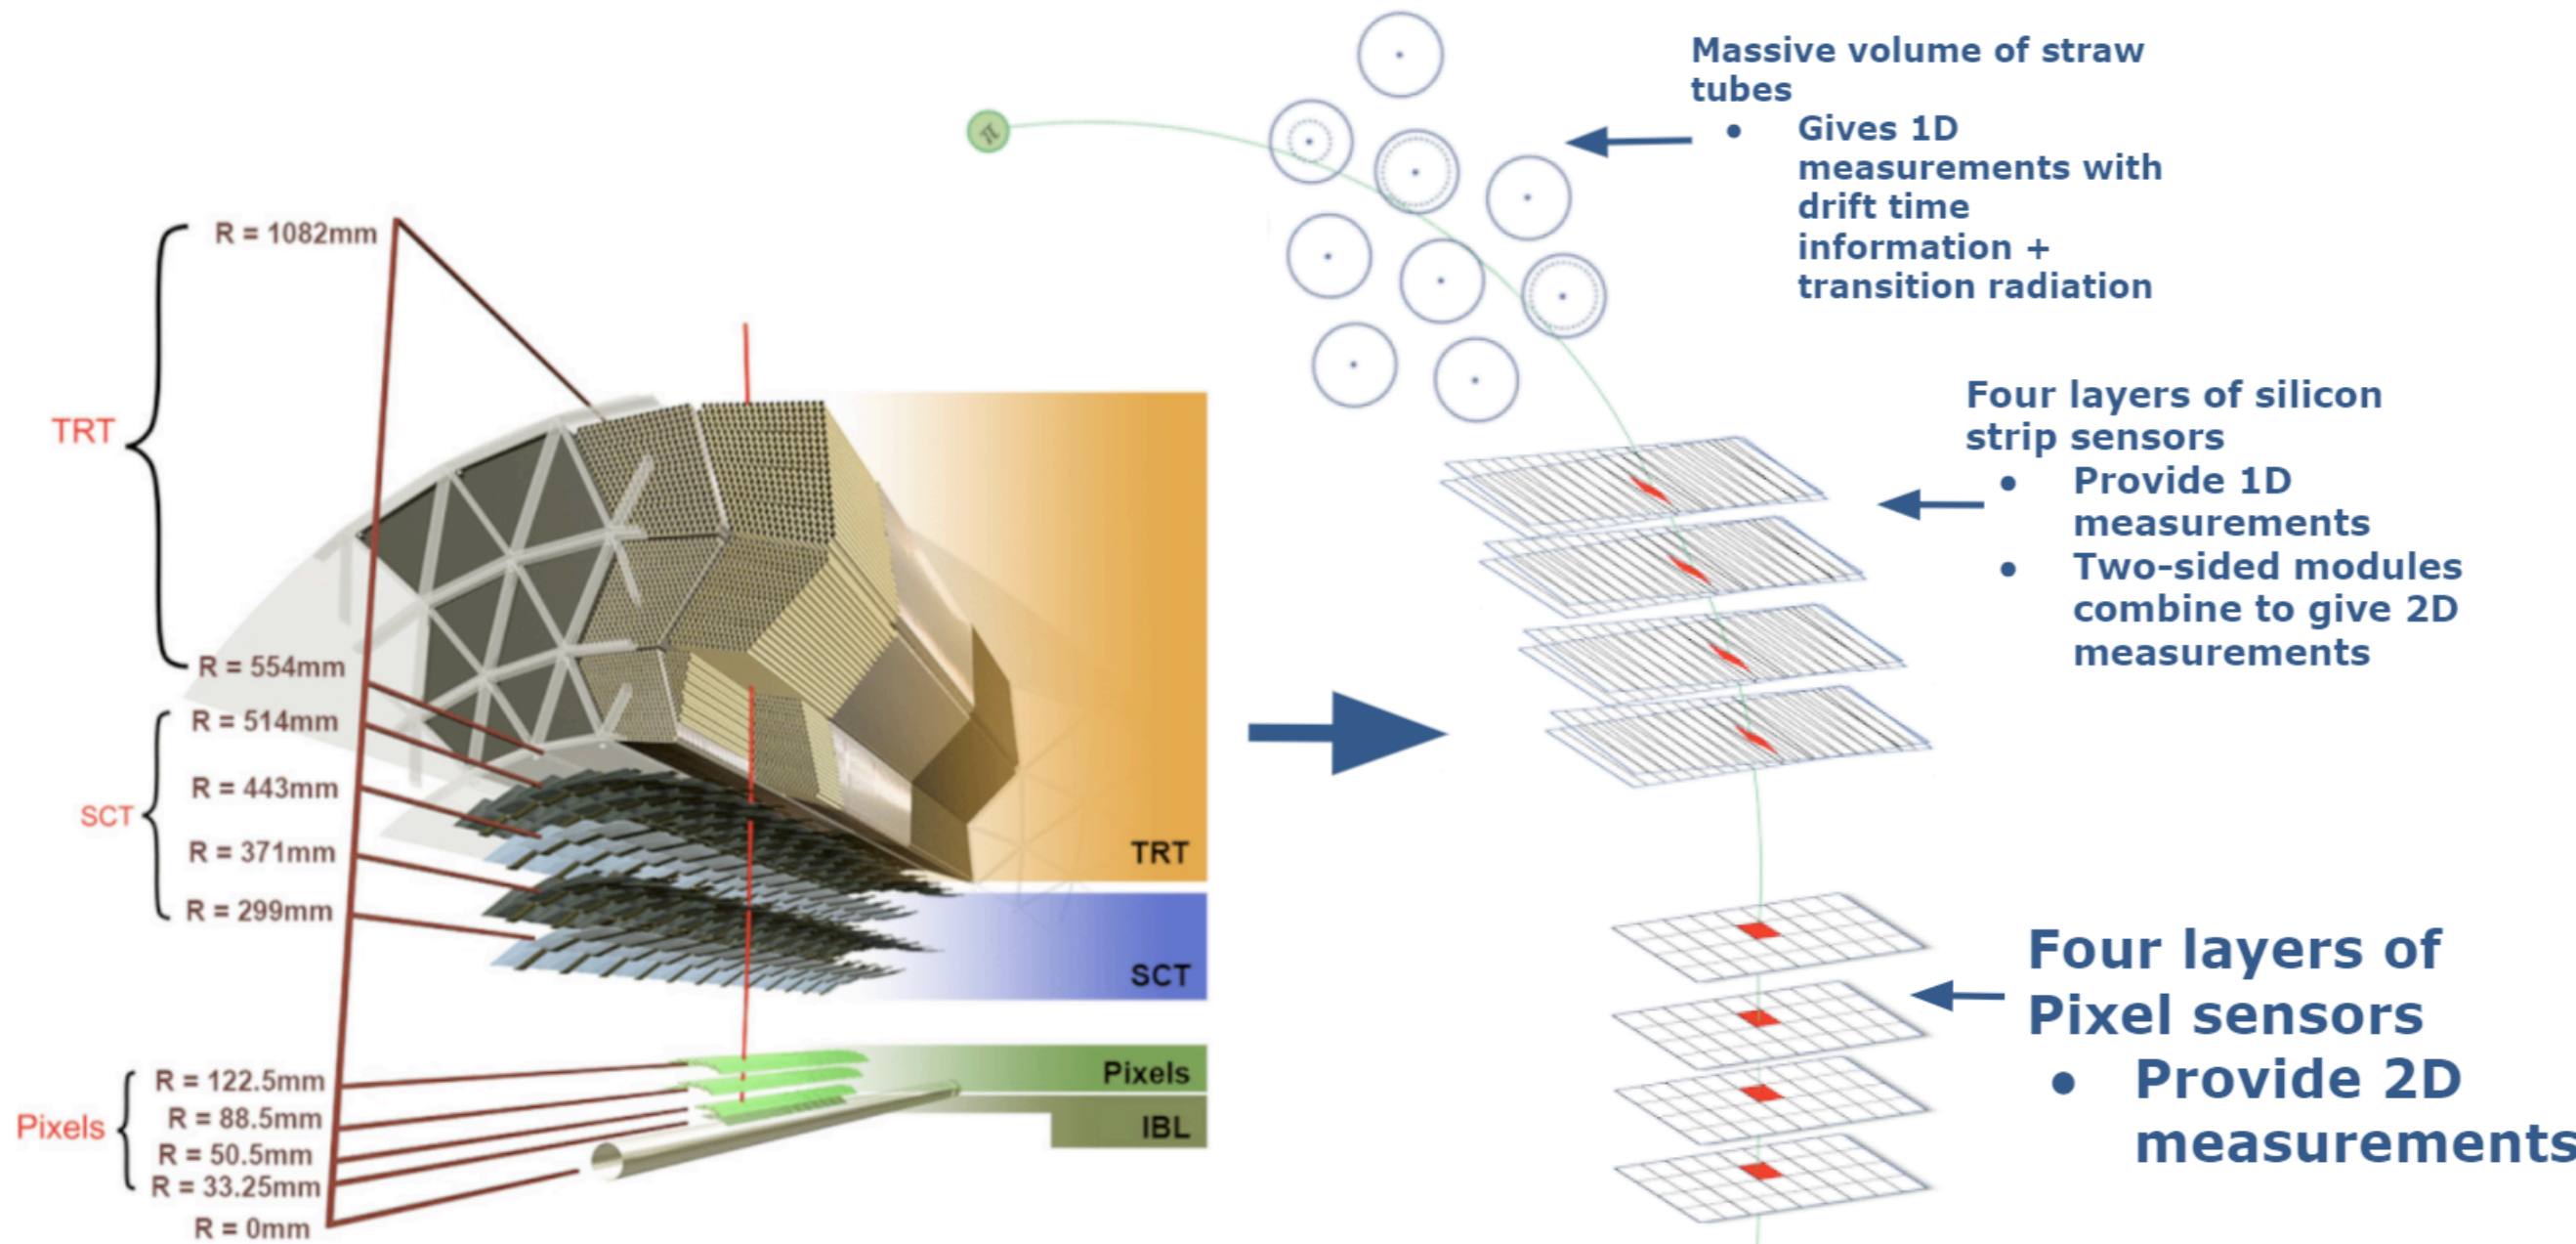 TRT
R = 1082mm
R = 554mm
SCT
R = 514mm
R = 443mm
R = 371mm
R = 299mm
Pixels
R = 122.5mm
R = 88.5mm
R = 50.5mm
R = 33.25mm
R = 0mm
TRT
SCT
Pixels
IBL
π
Massive volume of straw
tubes
● Gives 1D
measurements with
drift time
information +
transition radiation
Four layers of silicon
strip sensors
● Provide 1D
measurements
● Two-sided modules
combine to give 2D
measurements
Four layers of
Pixel sensors
● Provide 2D
measurements